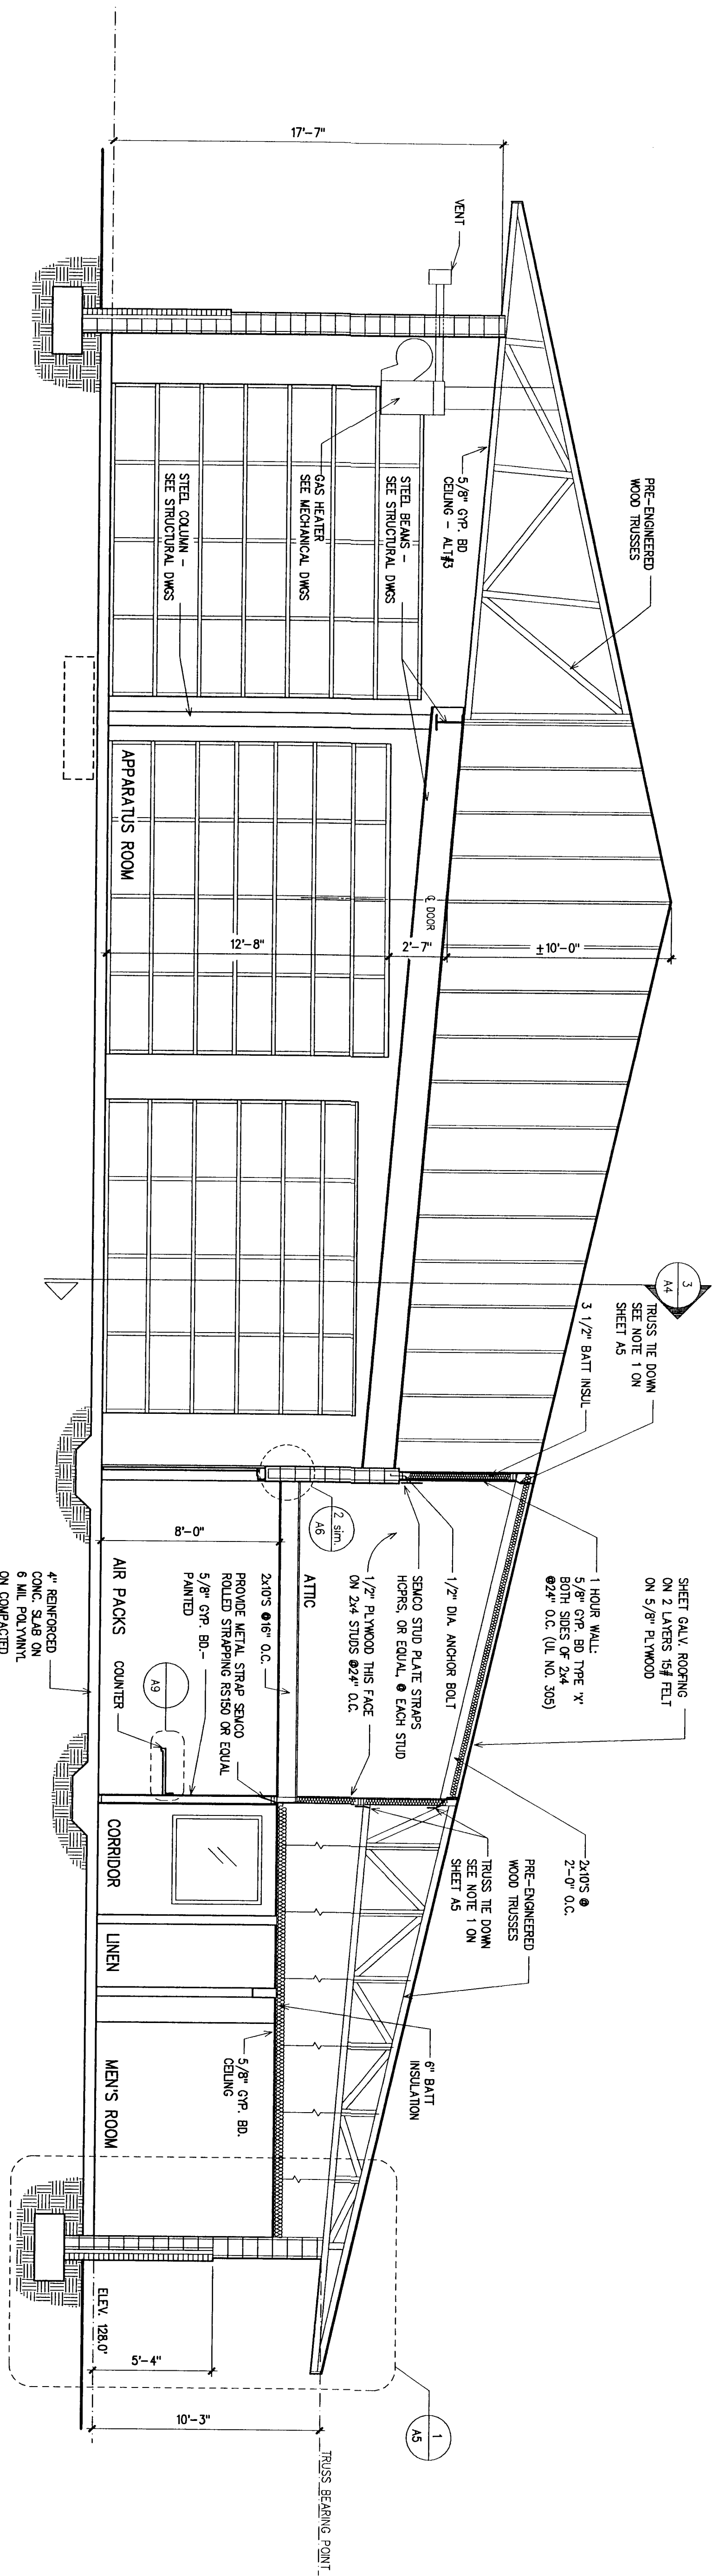 17'-7"
VENT
PRE-ENGINEERED
WOOD TRUSSES
5/8" GYP. BD
CEILING - ALT#3
STEEL BEAMS -
SEE STRUCTURAL DWGS
GAS HEATER
SEE MECHANICAL DWGS
STEEL COLUMN -
SEE STRUCTURAL DWGS
APPARATUS ROOM
℄ DOOR
12'-8"
2'-7"
±10'-0"
3
A4
TRUSS TIE DOWN
SEE NOTE 1 ON
SHEET A5
3 1/2" BATT INSUL
SHEET GALV. ROOFING
ON 2 LAYERS 15# FELT
ON 5/8" PLYWOOD
1 HOUR WALL:
5/8" GYP. BD TYPE 'X'
BOTH SIDES OF 2x4
@24" O.C. (UL NO. 305)
1/2" DIA. ANCHOR BOLT
SEMCO STUD PLATE STRAPS
HCPRS, OR EQUAL, @ EACH STUD
1/2" PLYWOOD THIS FACE
ON 2x4 STUDS @24" O.C.
2 sim.
A6
ATTIC
2x10'S @16" O.C.
PROVIDE METAL STRAP SEMCO
ROLLED STRAPPING RS150 OR EQUAL
5/8" GYP. BD.-
PAINTED
8'-0"
AIR PACKS
COUNTER
A9
4" REINFORCED
CONC. SLAB ON
6 MIL POLYVINYL
ON COMPACTED
2x10'S @
2'-0" O.C.
PRE-ENGINEERED
WOOD TRUSSES
TRUSS TIE DOWN
SEE NOTE 1 ON
SHEET A5
CORRIDOR
LINEN
6" BATT
INSULATION
5/8" GYP. BD.
CEILING
MEN'S ROOM
ELEV. 128.0'
5'-4"
10'-3"
1
A5
TRUSS BEARING POINT